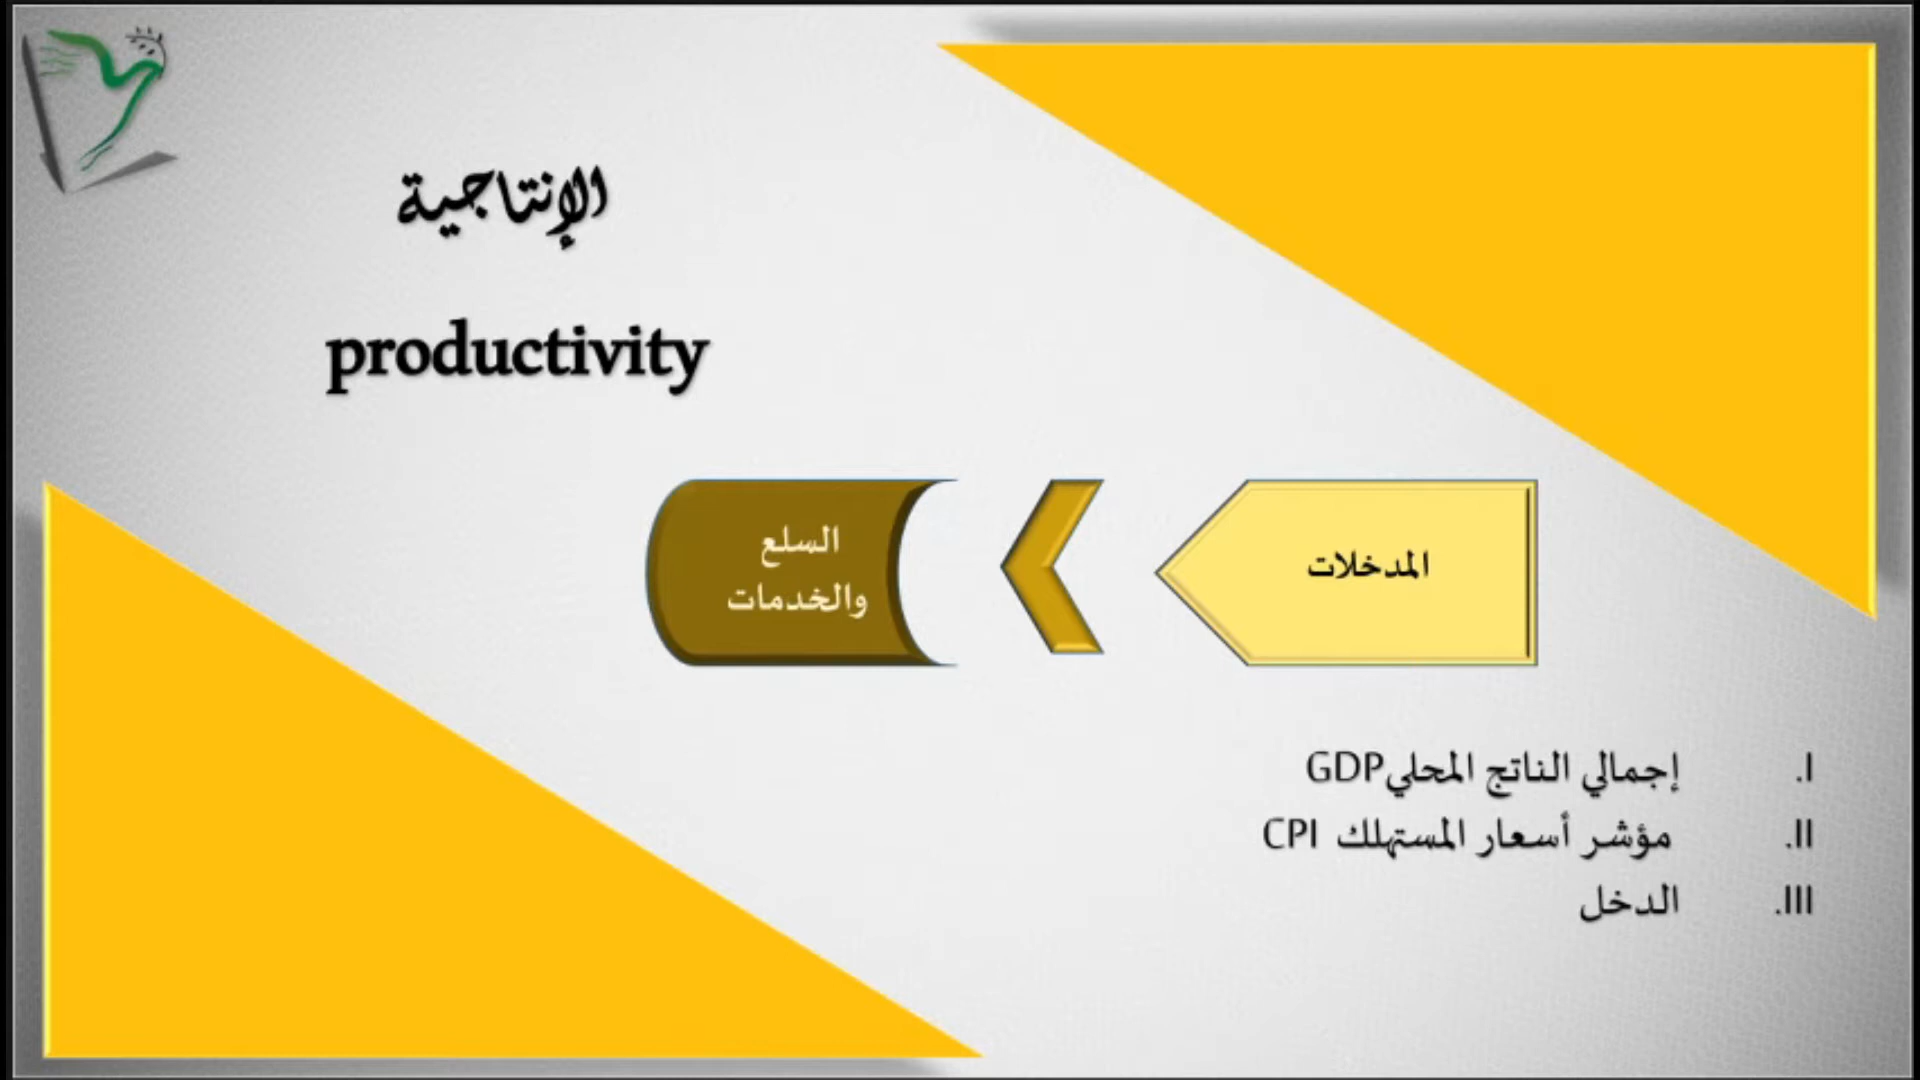 الإنتاجية
productivity
المدخلات
السلع
والخدمات
I. إجمالي الناتج المحليGDP
II. مؤشر أسعار المستهلك CPI
III. الدخل